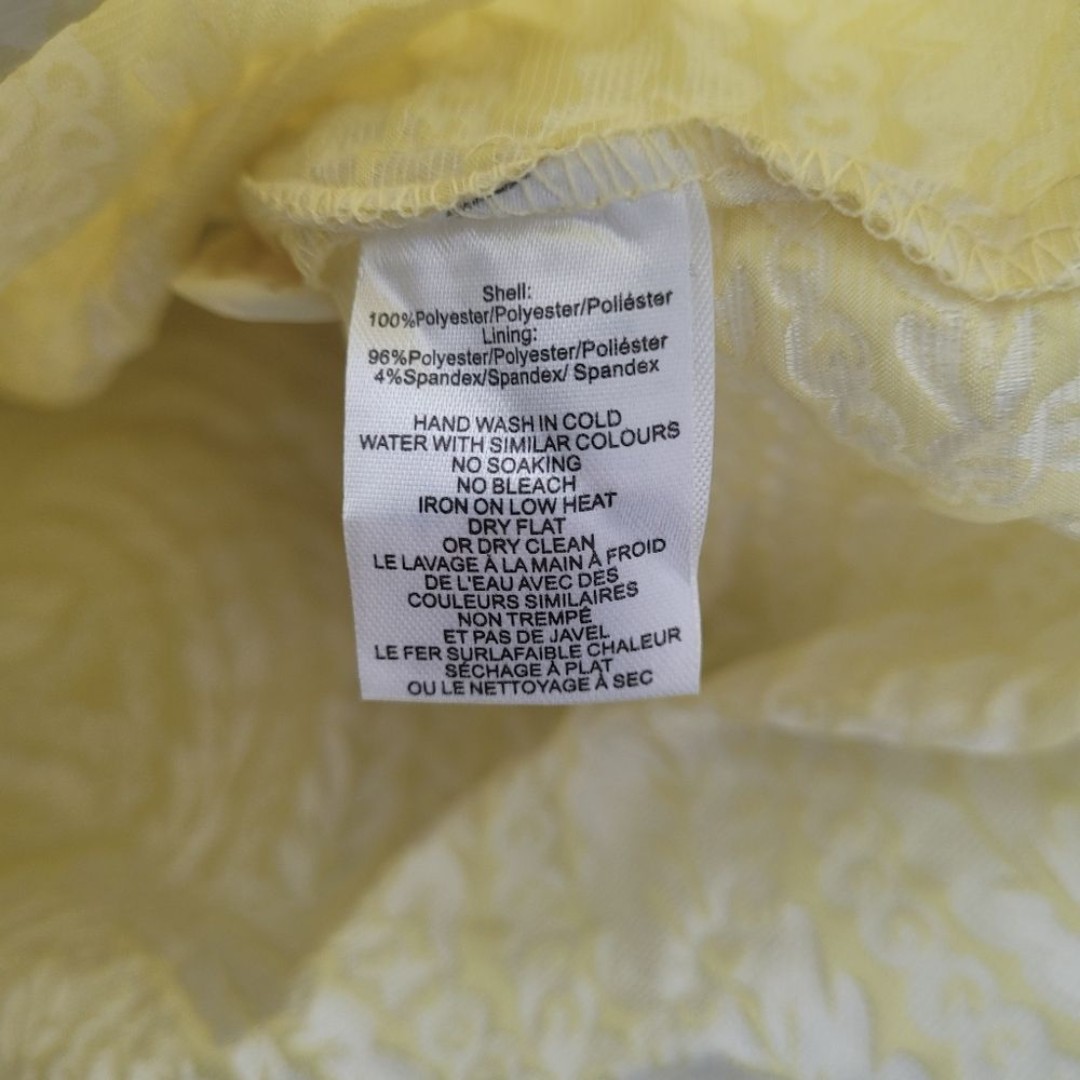 Shell:
100%Polyester/Polyester/Poliéster
Lining:
96%Polyester/Polyester/Poliéster
4%Spandex/Spandex/ Spandex
HAND WASH IN COLD
WATER WITH SIMILAR COLOURS
NO SOAKING
NO BLEACH
IRON ON LOW HEAT
DRY FLAT
OR DRY CLEAN
LE LAVAGE À LA MAIN À FROID
DE L'EAU AVEC DES
COULEURS SIMILAIRES
NON TREMPÉ
ET PAS DE JAVEL
LE FER SURLAFAIBLE CHALEUR
SÉCHAGE À PLAT
OU LE NETTOYAGE À SEC